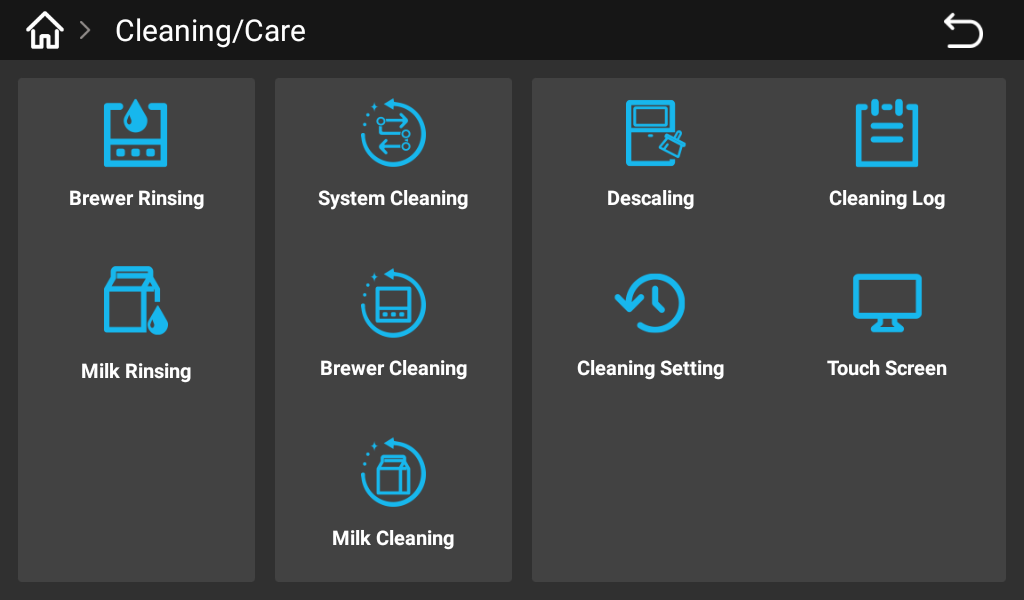 Cleaning/Care
Brewer Rinsing
Milk Rinsing
System Cleaning
Brewer Cleaning
Milk Cleaning
Descaling
Cleaning Log
Cleaning Setting
Touch Screen